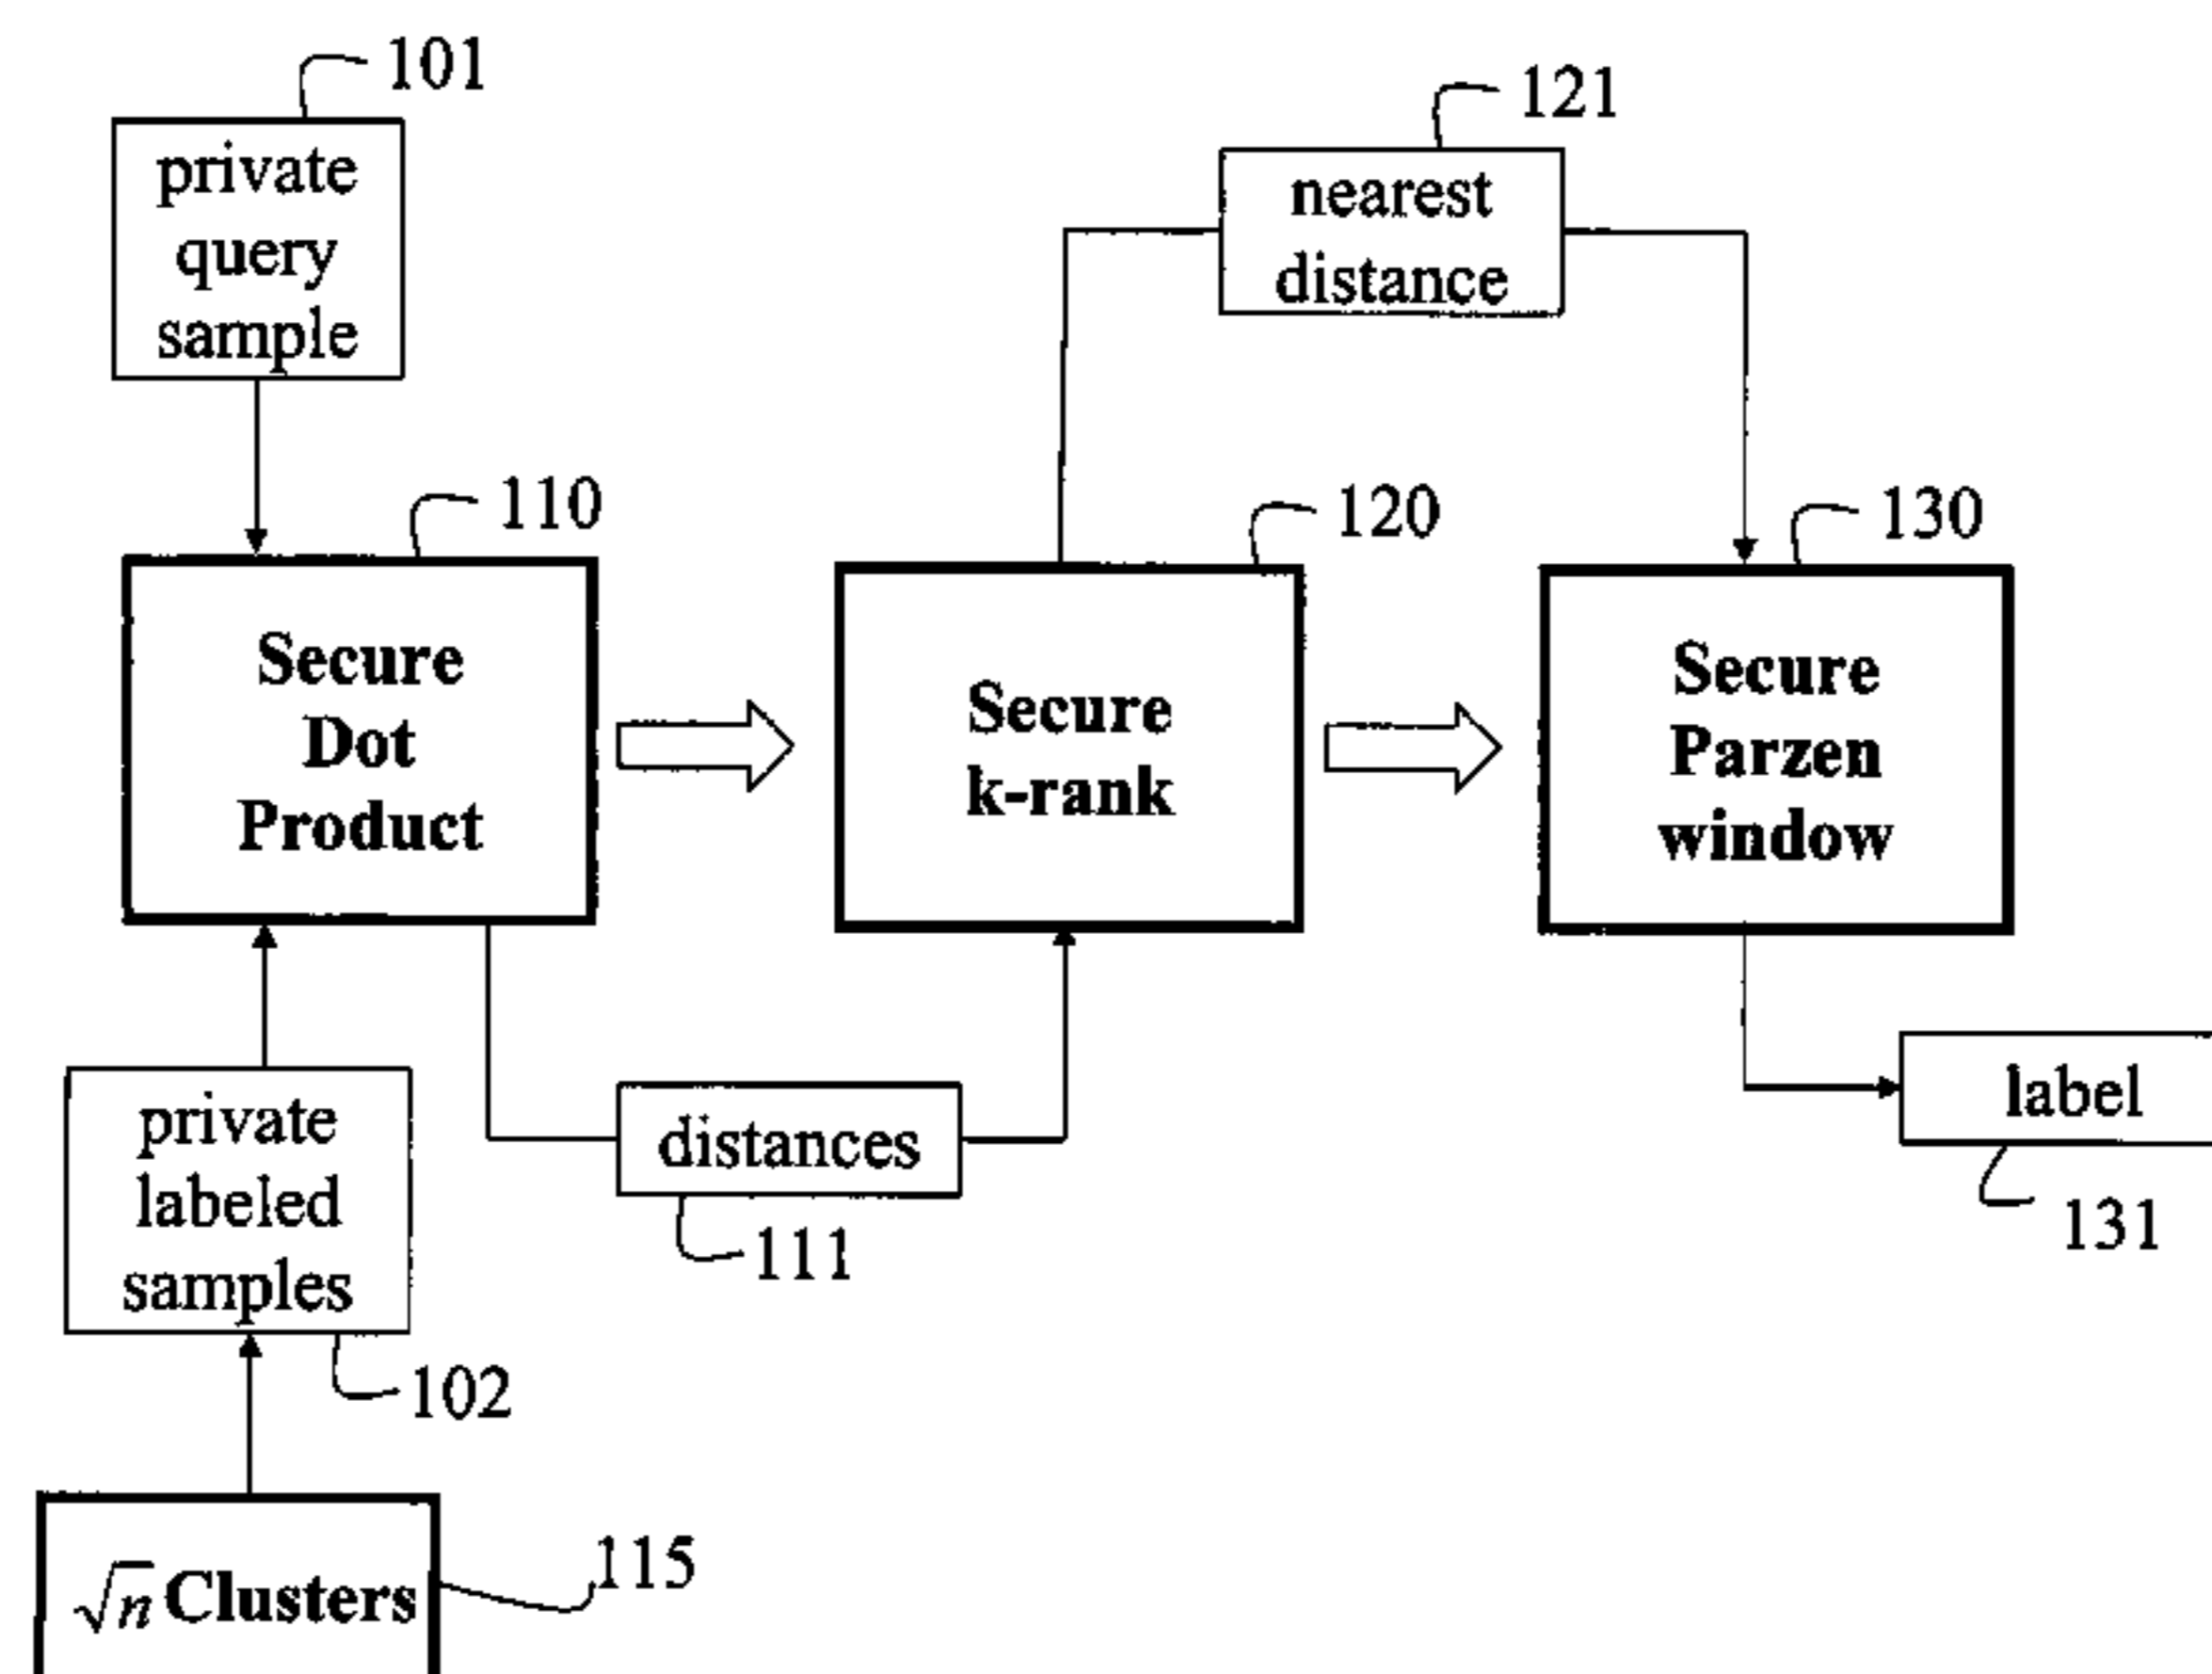 101
private
query
sample
121
nearest
distance
110
Secure
Dot
Product
120
Secure
k-rank
130
Secure
Parzen
window
private
labeled
samples
102
distances
111
label
131
√n Clusters
115